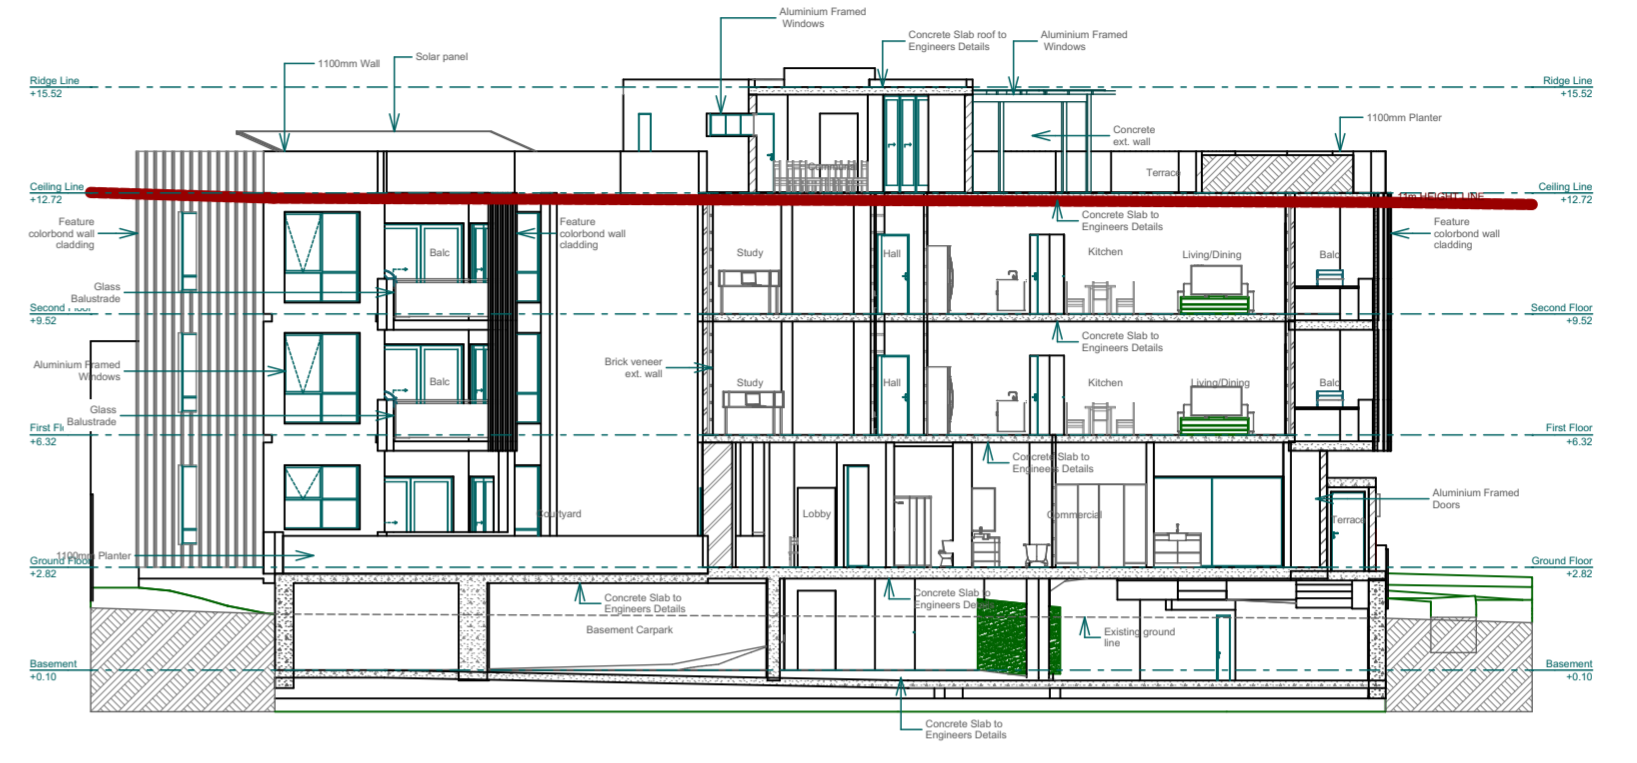 Aluminium Framed
Windows
Concrete Slab roof to
Engineers Details
Aluminium Framed
Windows
1100mm Wall
Solar panel
Ridge Line
+15.52
Ridge Line
+15.52
1100mm Planter
Concrete
ext. wall
Communal
Terrace
Ceiling Line
+12.72
Ceiling Line
+12.72
11m HEIGHT LINE
Feature
colorbond wall
cladding
Feature
colorbond wall
cladding
Concrete Slab to
Engineers Details
Feature
colorbond wall
cladding
Balc
Study
Hall
Kitchen
Living/Dining
Balc
Glass
Balustrade
Second Floor
+9.52
Second Floor
+9.52
Concrete Slab to
Engineers Details
Aluminium Framed
Windows
Brick veneer
ext. wall
Balc
Study
Hall
Kitchen
Living/Dining
Balc
Glass
Balustrade
First Fl
+6.32
First Floor
+6.32
Concrete Slab to
Engineers Details
Aluminium Framed
Doors
Courtyard
Lobby
Commercial
Terrace
1100mm Planter
Ground Floor
+2.82
Ground Floor
+2.82
Concrete Slab to
Engineers Details
Concrete Slab to
Engineers Details
Basement Carpark
Existing ground
line
Basement
+0.10
Basement
+0.10
Concrete Slab to
Engineers Details